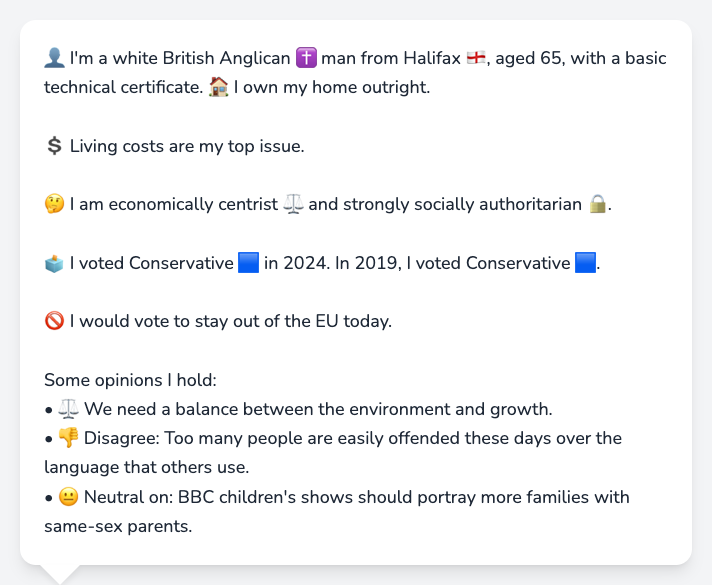 👤 I'm a white British Anglican ✝️ man from Halifax 🏴󠁧󠁢󠁥󠁮󠁧󠁿, aged 65, with a basic
technical certificate. 🏠 I own my home outright.
💲 Living costs are my top issue.
🤔 I am economically centrist ⚖️ and strongly socially authoritarian 🔒.
🗳️ I voted Conservative 🟦 in 2024. In 2019, I voted Conservative 🟦.
🚫 I would vote to stay out of the EU today.
Some opinions I hold:
• ⚖️ We need a balance between the environment and growth.
• 👎 Disagree: Too many people are easily offended these days over the
language that others use.
• 😐 Neutral on: BBC children's shows should portray more families with
same-sex parents.